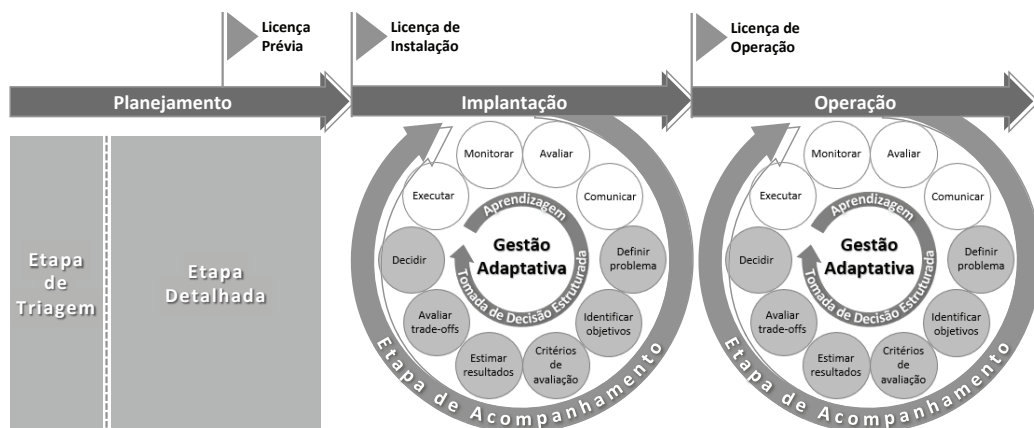 Licença
Prévia
Licença de
Instalação
Licença de
Operação
Planejamento
Implantação
Operação
Etapa
de
Triagem
Etapa
Detalhada
Monitorar
Avaliar
Executar
Comunicar
Aprendizagem
Gestão
Adaptativa
Decidir
Definir
problema
Tomada de Decisão Estruturada
Avaliar
trade-offs
Identificar
objetivos
Estimar
resultados
Critérios
de
avaliação
Etapa de Acompanhamento
Monitorar
Avaliar
Executar
Comunicar
Aprendizagem
Gestão
Adaptativa
Decidir
Definir
problema
Tomada de Decisão Estruturada
Avaliar
trade-offs
Identificar
objetivos
Estimar
resultados
Critérios
de
avaliação
Etapa de Acompanhamento